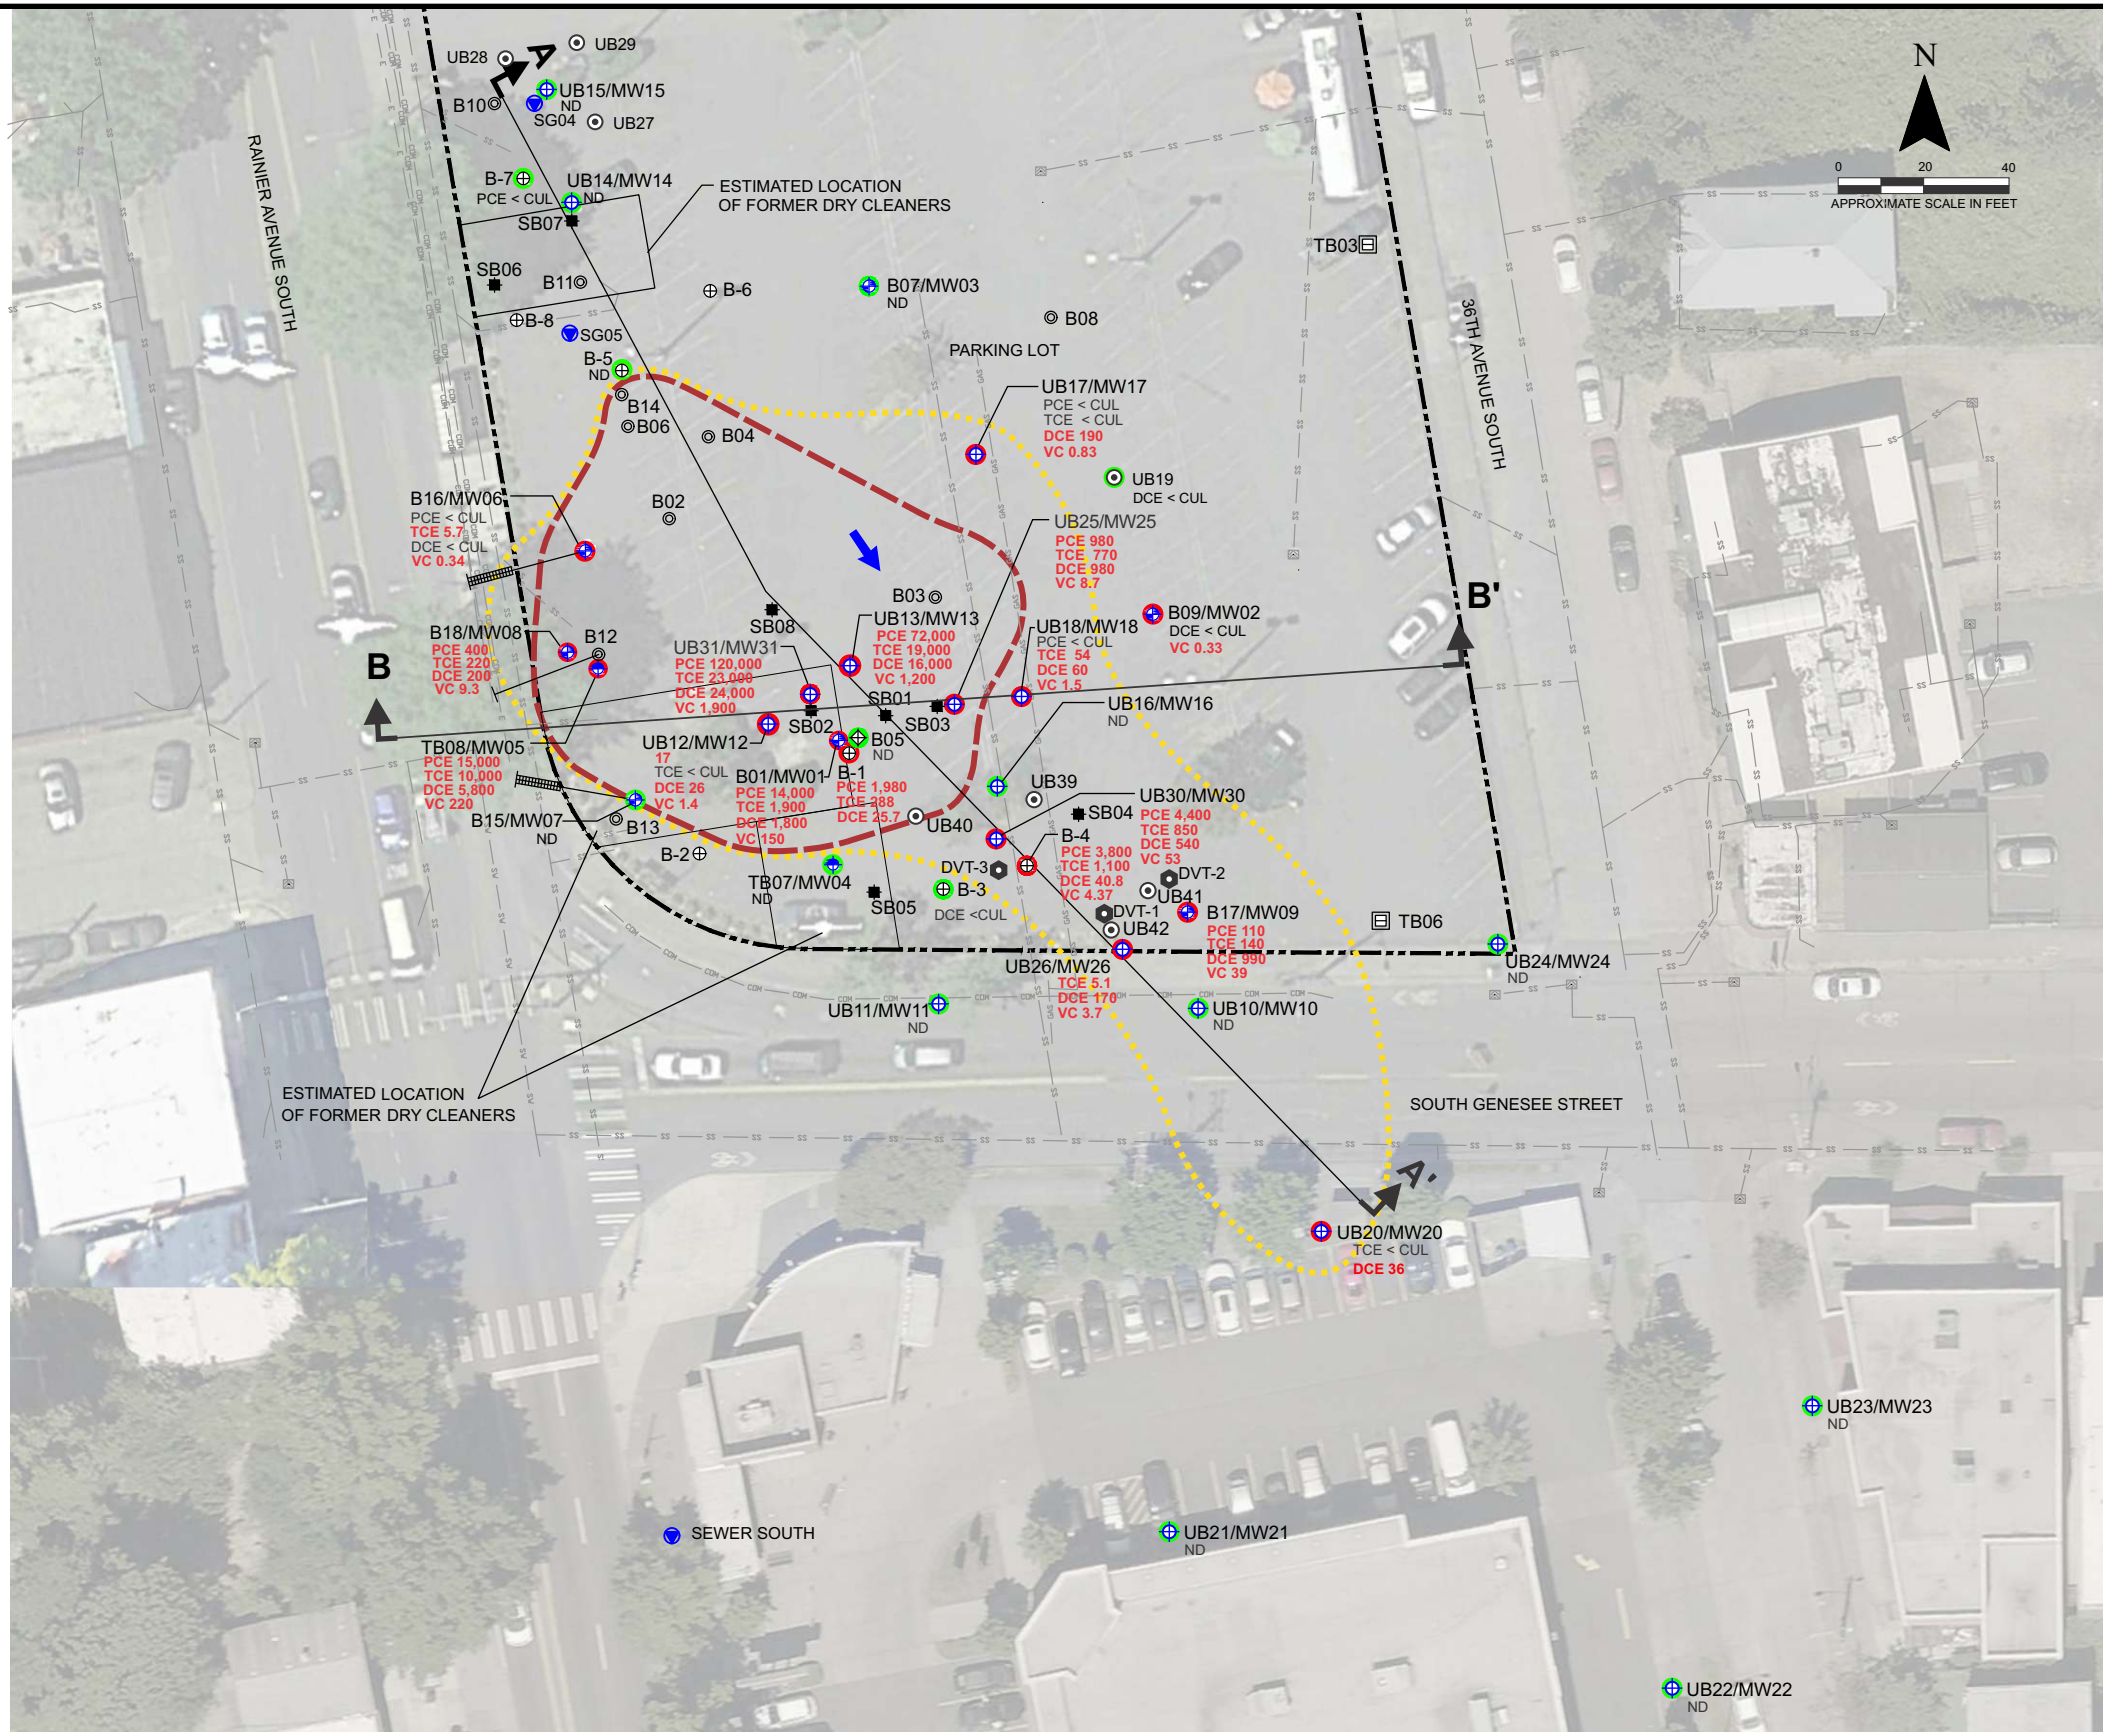 UB28
UB29
A
UB15/MW15
ND
B10
SG04
UB27
N
0 20 40
APPROXIMATE SCALE IN FEET
RAINIER AVENUE SOUTH
B-7
PCE < CUL
UB14/MW14
ND
SB07
ESTIMATED LOCATION
OF FORMER DRY CLEANERS
TB03
SB06
B11
B-6
B07/MW03
ND
B-8
SG05
B08
36TH AVENUE SOUTH
PARKING LOT
B-5
ND
B14
B06
B04
UB17/MW17
PCE < CUL
TCE < CUL
DCE 190
VC 0.83
UB19
DCE < CUL
B16/MW06
PCE < CUL
TCE 5.7
DCE < CUL
VC 0.34
B02
UB25/MW25
PCE 980
TCE 770
DCE 980
VC 8.7
B03
SB08
B'
B09/MW02
DCE < CUL
VC 0.33
UB13/MW13
PCE 72,000
TCE 19,000
DCE 16,000
VC 1,200
UB18/MW18
PCE < CUL
TCE 54
DCE 60
VC 1.5
B18/MW08
PCE 400
TCE 220
DCE 200
VC 9.3
B12
B
UB31/MW31
PCE 120,000
TCE 23,000
DCE 24,000
VC 1,900
SB01
SB02
SB03
UB16/MW16
ND
TB08/MW05
PCE 15,000
TCE 10,000
DCE 5,800
VC 220
UB12/MW12
17
TCE < CUL
DCE 26
VC 1.4
B05
ND
B01/MW01
PCE 14,000
TCE 1,900
DCE 1,800
VC 150
B-1
PCE 1,980
TCE 288
DCE 25.7
UB39
UB30/MW30
PCE 4,400
TCE 850
DCE 540
VC 53
SB04
B15/MW07
ND
B13
UB40
B-4
PCE 3,800
TCE 1,100
DCE 40.8
VC 4.37
B-2
TB07/MW04
ND
DVT-3
DVT-2
B-3
DCE <CUL
UB41
SB05
DVT-1
UB42
B17/MW09
PCE 110
TCE 140
DCE 990
VC 39
TB06
UB26/MW26
TCE 5.1
DCE 170
VC 3.7
UB24/MW24
ND
UB11/MW11
ND
UB10/MW10
ND
ESTIMATED LOCATION
OF FORMER DRY CLEANERS
SOUTH GENESEE STREET
A'
UB20/MW20
TCE < CUL
DCE 36
UB23/MW23
ND
SEWER SOUTH
UB21/MW21
ND
UB22/MW22
ND